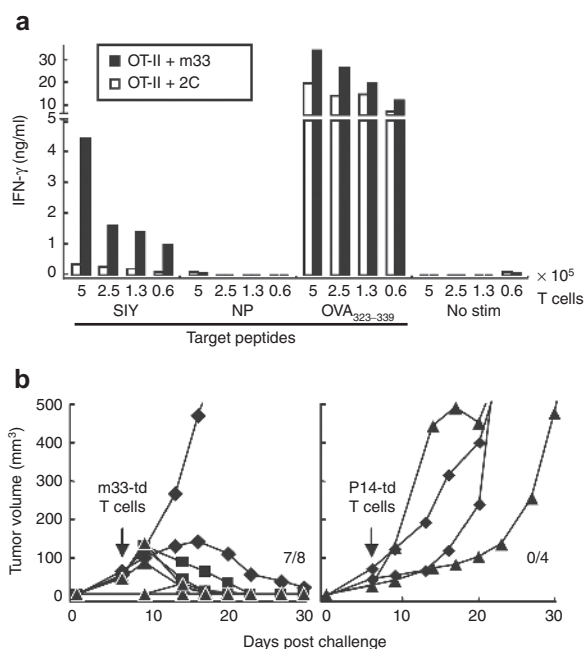 a
OT-II + m33
OT-II + 2C
IFN-γ (ng/ml)
30
20
10
5
4
3
2
1
0
5 2.5 1.3 0.6 5 2.5 1.3 0.6 5 2.5 1.3 0.6 5 2.5 1.3 0.6
× 10⁵
T cells
SIY NP OVA₃₂₃₋₃₃₉ No stim
Target peptides
b
Tumor volume (mm³)
500
400
300
200
100
0
m33-td
T cells
7/8
0 10 20 30
P14-td
T cells
0/4
0 10 20 30
Days post challenge